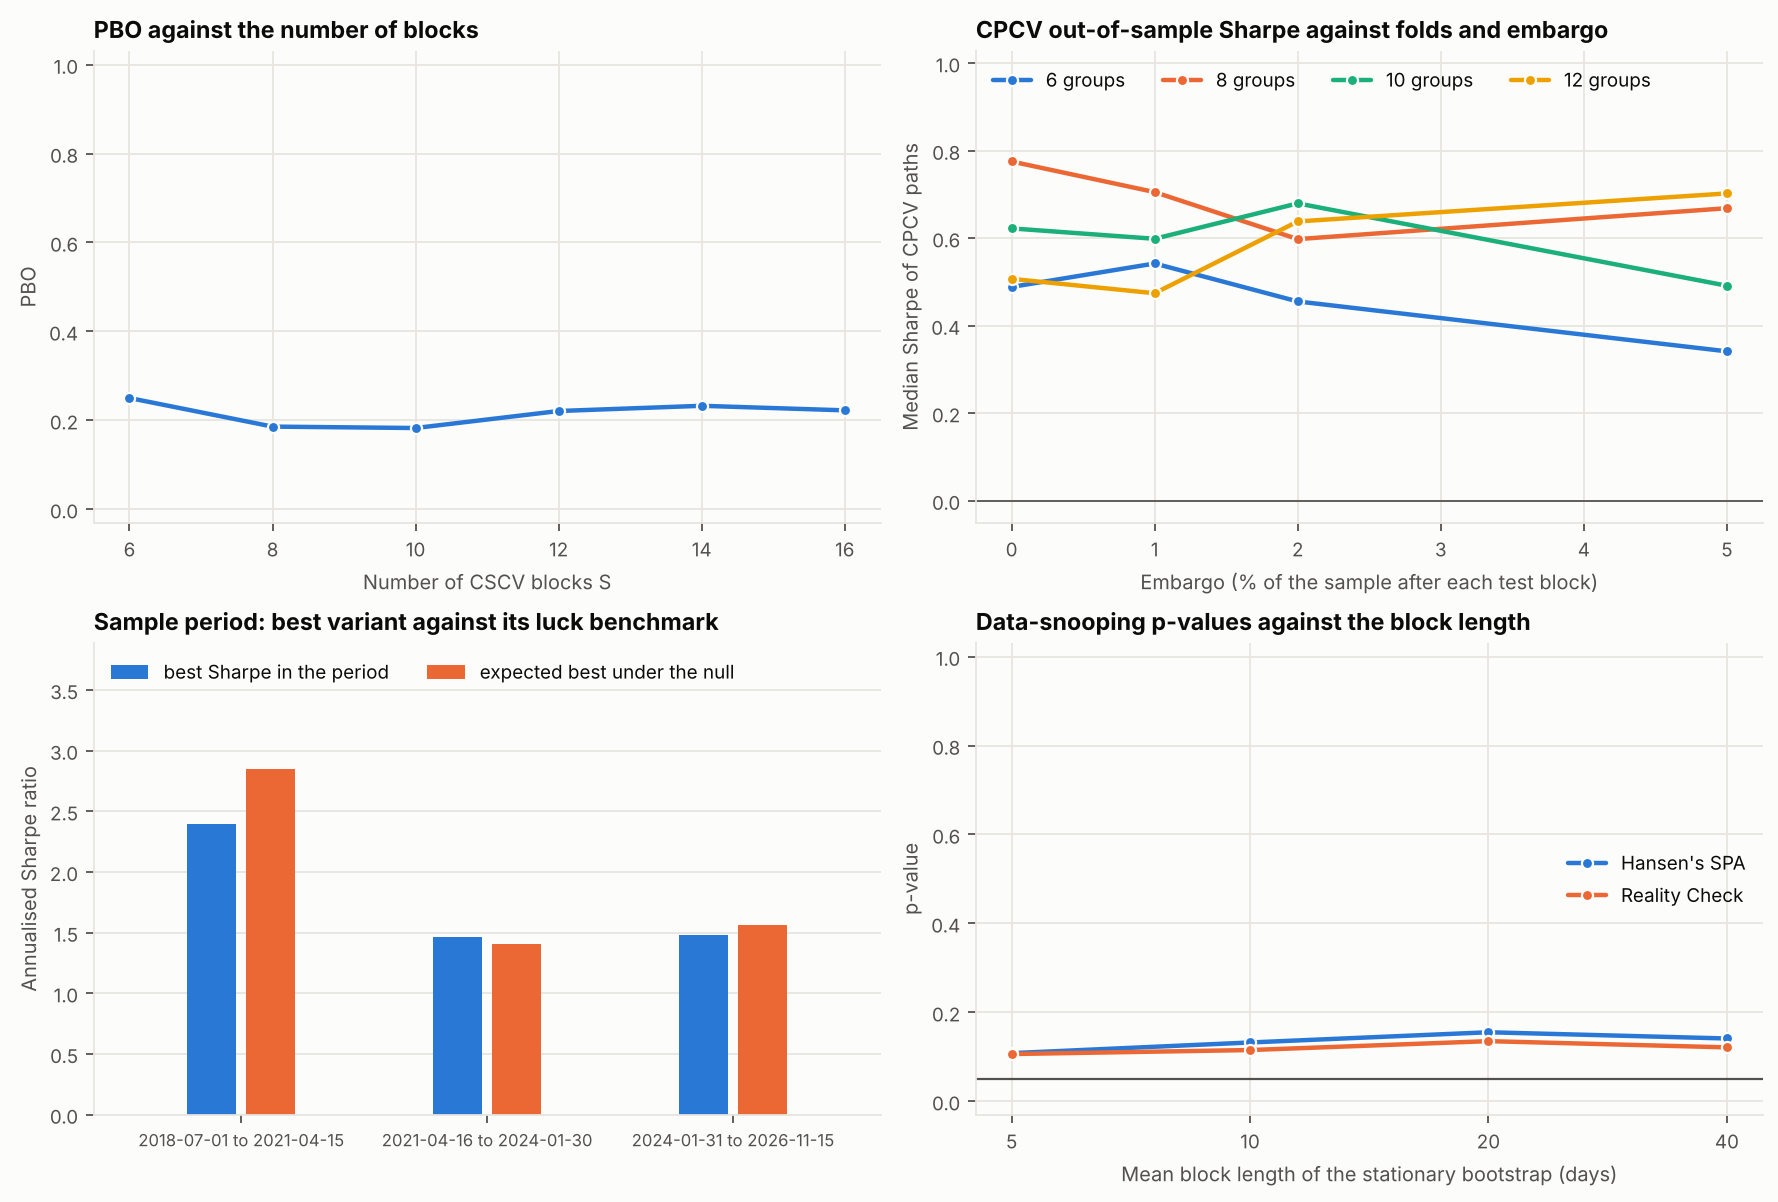 PBO against the number of blocks
1.0
0.8
0.6
0.4
0.2
0.0
PBO
6 8 10 12 14 16
Number of CSCV blocks S
CPCV out-of-sample Sharpe against folds and embargo
6 groups 8 groups 10 groups 12 groups
1.0
0.8
0.6
0.4
0.2
0.0
Median Sharpe of CPCV paths
0 1 2 3 4 5
Embargo (% of the sample after each test block)
Sample period: best variant against its luck benchmark
best Sharpe in the period expected best under the null
3.5
3.0
2.5
2.0
1.5
1.0
0.5
0.0
Annualised Sharpe ratio
2018-07-01 to 2021-04-15 2021-04-16 to 2024-01-30 2024-01-31 to 2026-11-15
Data-snooping p-values against the block length
1.0
0.8
0.6
0.4
0.2
0.0
p-value
Hansen's SPA
Reality Check
5 10 20 40
Mean block length of the stationary bootstrap (days)